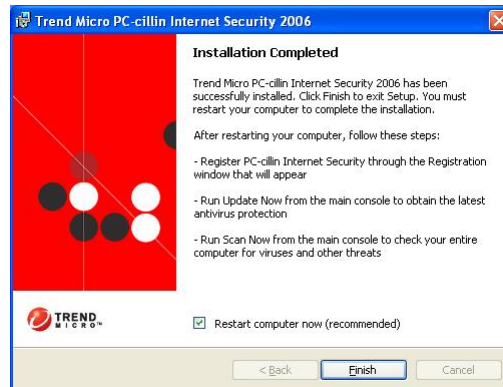 Trend Micro PC-cillin Internet Security 2006
Installation Completed
Trend Micro PC-cillin Internet Security 2006 has been
successfully installed. Click Finish to exit Setup. You must
restart your computer to complete the installation.
After restarting your computer, follow these steps:
- Register PC-cillin Internet Security through the Registration
window that will appear
- Run Update Now from the main console to obtain the latest
antivirus protection
- Run Scan Now from the main console to check your entire
computer for viruses and other threats
TREND
MICRO™
Restart computer now (recommended)
< Back
Finish
Cancel